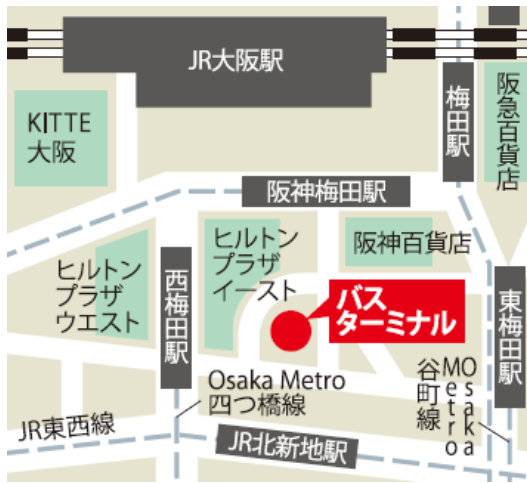 JR大阪駅
KITTE
大阪
梅田駅
阪急百貨店
阪神梅田駅
ヒルトン
プラザ
イースト
阪神百貨店
ヒルトン
プラザ
ウエスト
西梅田駅
バス
ターミナル
東梅田駅
Osaka Metro
四つ橋線
Osaka
Metro
谷町線
JR東西線
JR北新地駅